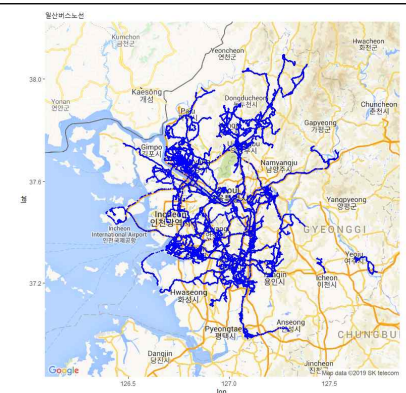 일산버스노선
Kumchon
금천군
Hwacheon
화천군
Yeoncheon
연천군
38.0
Kaesŏng
개성
Dongducheon
Yonan
연안군
Chuncheon
춘천시
Gapyeong
가평군
Gimpo
김포시
Namyangju
남양주시
37.6
Yangpyeong
양평군
Incheon
인천광역시
Incheon
International Airport
인천국제공항
GYEONGGI
Yeoju
37.2
용인시
Icheon
이천시
Hwaseong
화성시
Pyeongtaek
평택시
Anseong
안성시
CHUNGBU
Dangjin
당진시
Jincheon
진천군
Google
Map data ©2019 SK telecom
126.5
127.0
127.5
lon